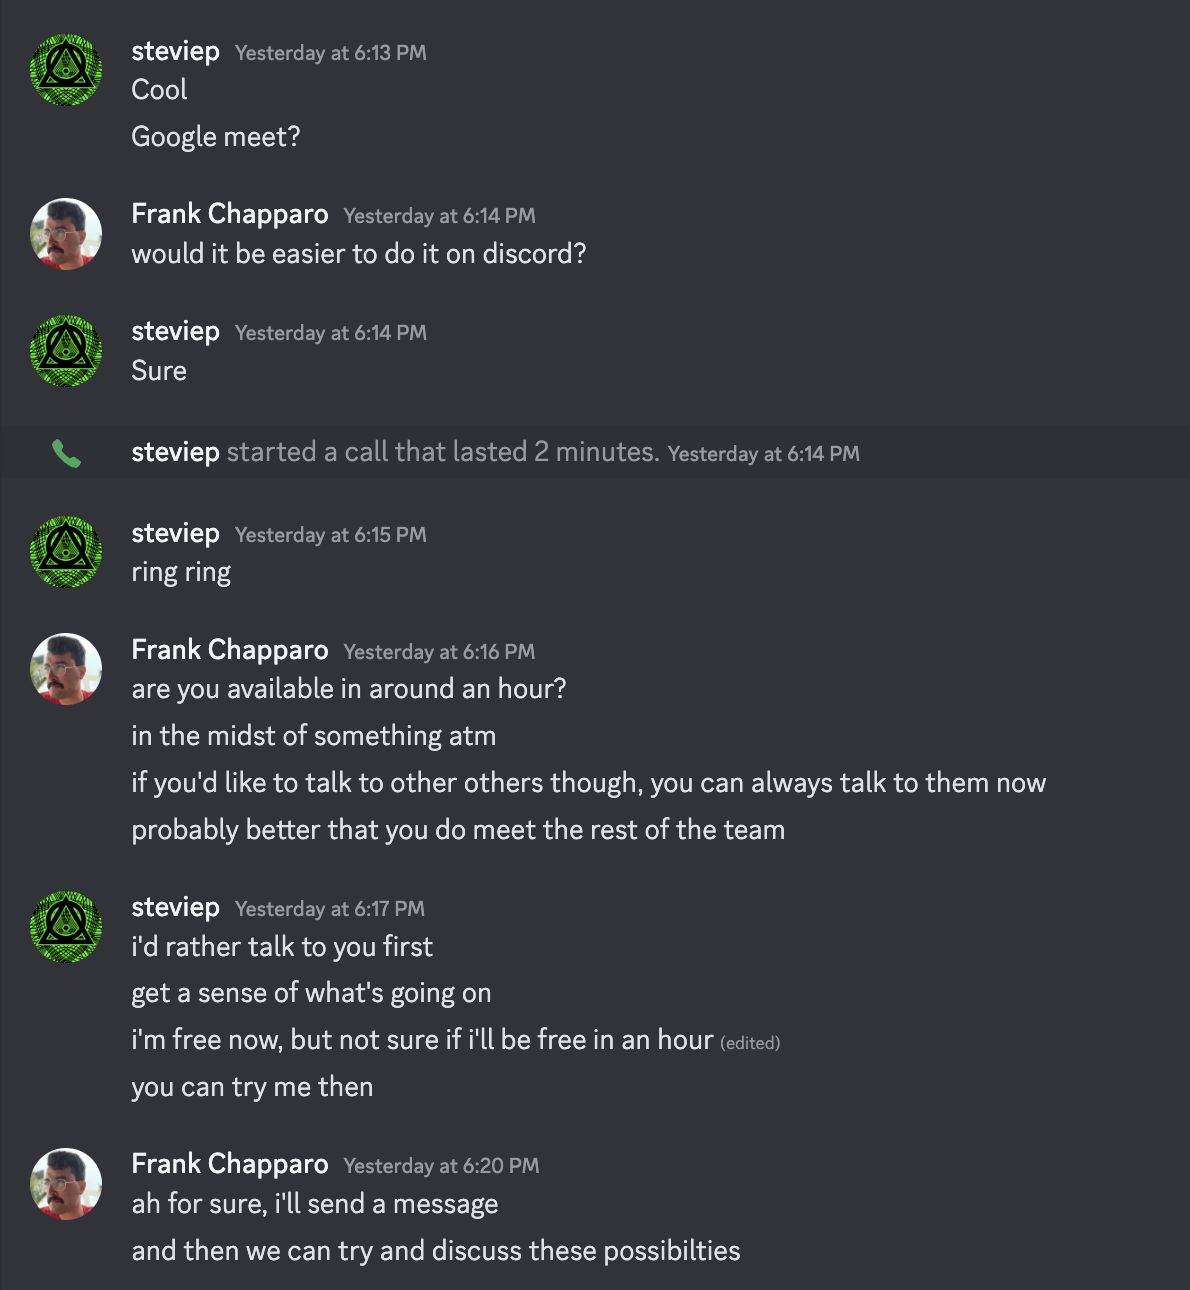 steviep Yesterday at 6:13 PM
Cool
Google meet?
Frank Chapparo Yesterday at 6:14 PM
would it be easier to do it on discord?
steviep Yesterday at 6:14 PM
Sure
steviep started a call that lasted 2 minutes. Yesterday at 6:14 PM
steviep Yesterday at 6:15 PM
ring ring
Frank Chapparo Yesterday at 6:16 PM
are you available in around an hour?
in the midst of something atm
if you'd like to talk to other others though, you can always talk to them now
probably better that you do meet the rest of the team
steviep Yesterday at 6:17 PM
i'd rather talk to you first
get a sense of what's going on
i'm free now, but not sure if i'll be free in an hour (edited)
you can try me then
Frank Chapparo Yesterday at 6:20 PM
ah for sure, i'll send a message
and then we can try and discuss these possibilties